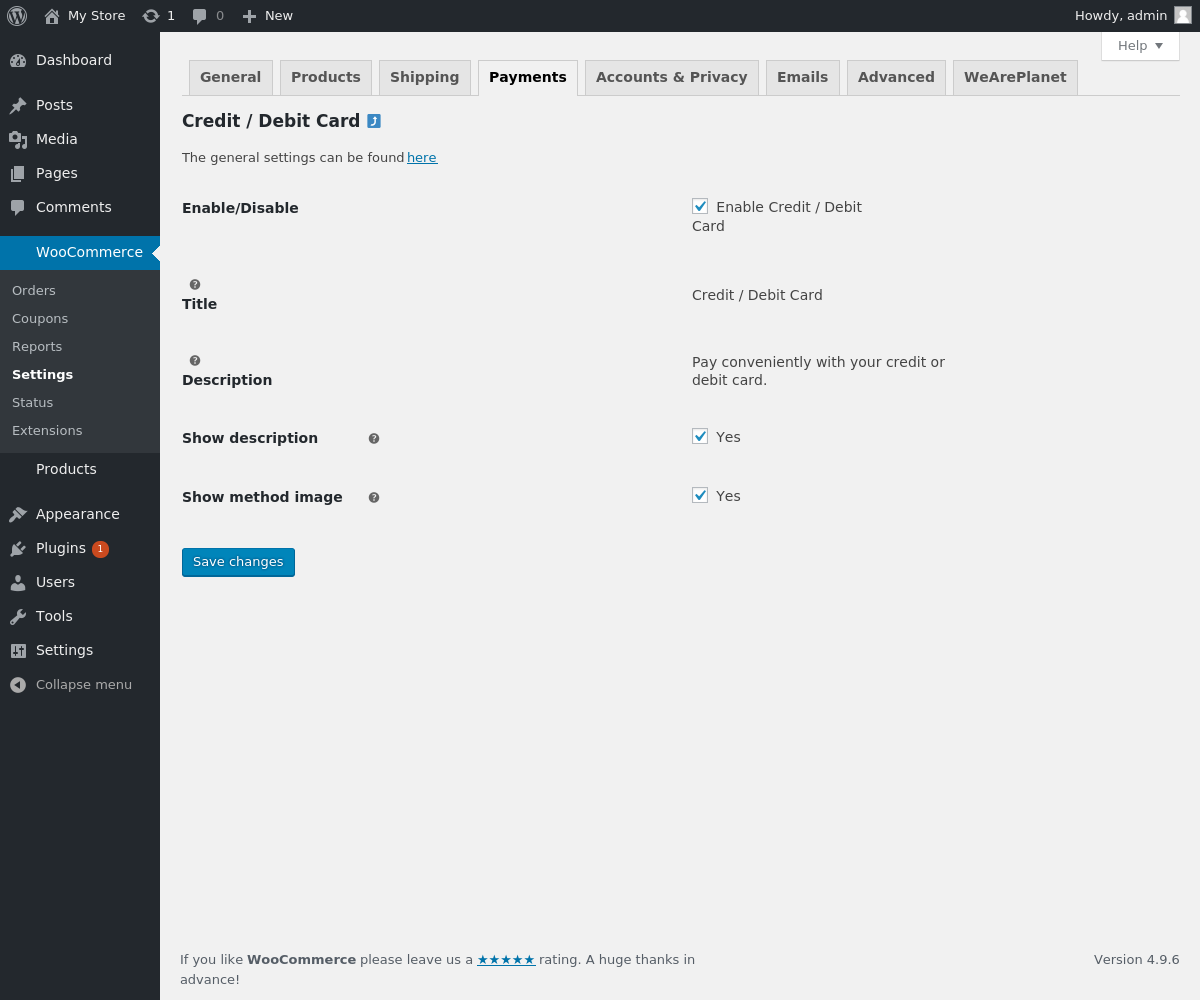 My Store 1 0 New Howdy, admin
Help
Dashboard
Posts
Media
Pages
Comments
WooCommerce
Orders
Coupons
Reports
Settings
Status
Extensions
Products
Appearance
Plugins 1
Users
Tools
Settings
Collapse menu
General Products Shipping Payments Accounts & Privacy Emails Advanced WeArePlanet
Credit / Debit Card
The general settings can be found here
Enable/Disable
Enable Credit / Debit
Card
Title
Credit / Debit Card
Description
Pay conveniently with your credit or
debit card.
Show description
Yes
Show method image
Yes
Save changes
If you like WooCommerce please leave us a ★★★★★ rating. A huge thanks in
advance!
Version 4.9.6